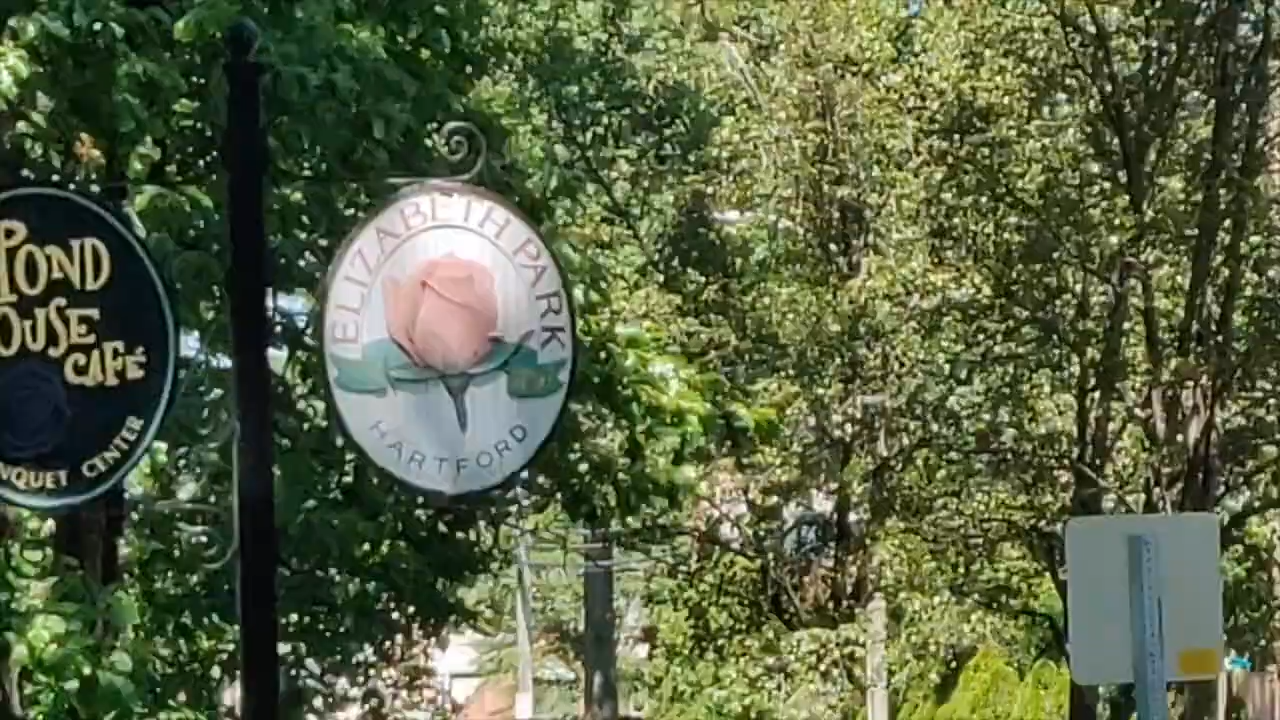 POND
OUSE
CAFÉ
NQUET CENTER
ELIZABETH PARK
HARTFORD